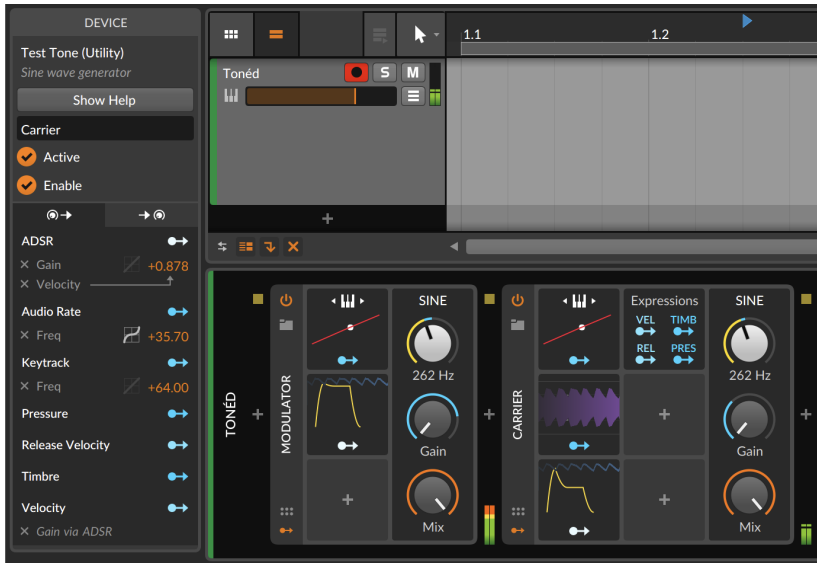 DEVICE
Test Tone (Utility)
Sine wave generator
Show Help
Carrier
Active
Enable
ADSR
Gain +0.878
Velocity
Audio Rate
Freq +35.70
Keytrack
Freq +64.00
Pressure
Release Velocity
Timbre
Velocity
Gain via ADSR
1.1 1.2
Tonéd S M
TONÉD
MODULATOR
SINE
262 Hz
Gain
Mix
CARRIER
Expressions
VEL TIMB
REL PRES
SINE
262 Hz
Gain
Mix